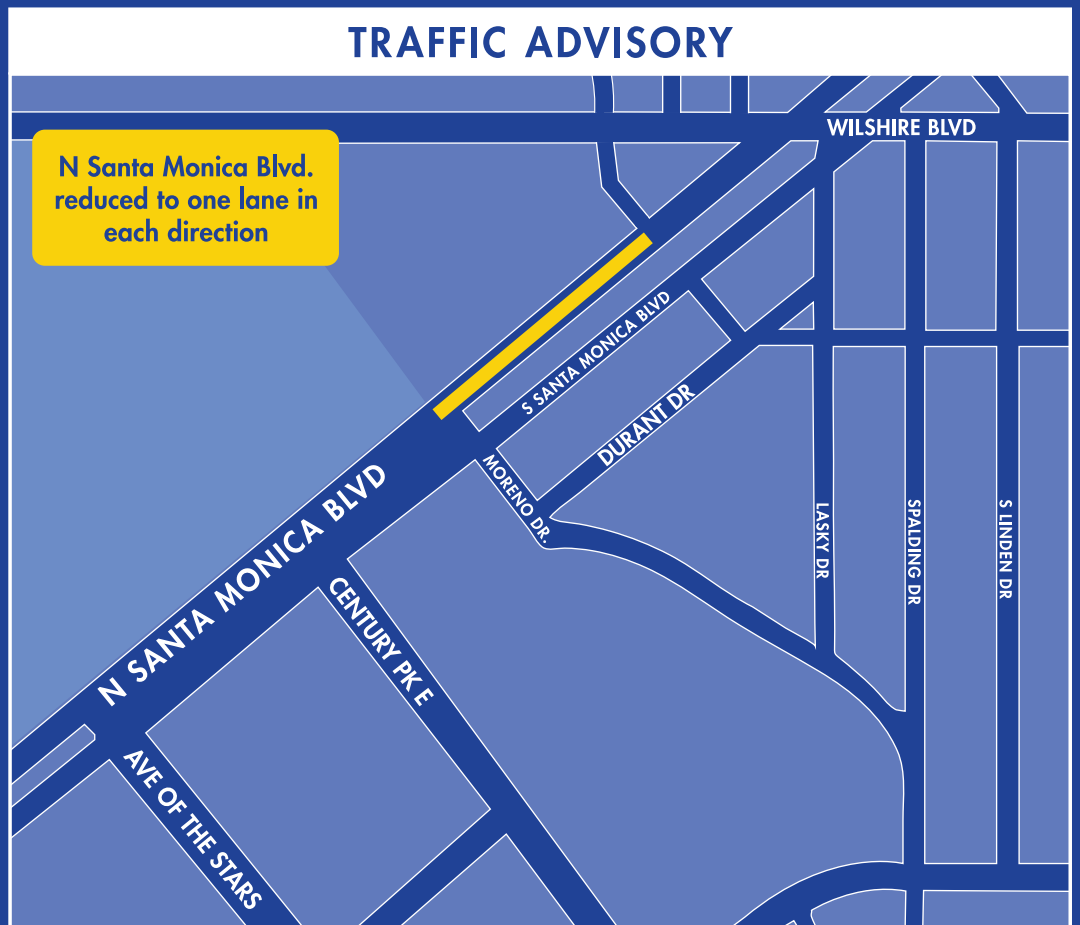 TRAFFIC ADVISORY
WILSHIRE BLVD
N Santa Monica Blvd.
reduced to one lane in
each direction
S SANTA MONICA BLVD
DURANT DR
MORENO DR.
N SANTA MONICA BLVD
LASKY DR
SPALDING DR
S LINDEN DR
CENTURY PK E
AVE OF THE STARS